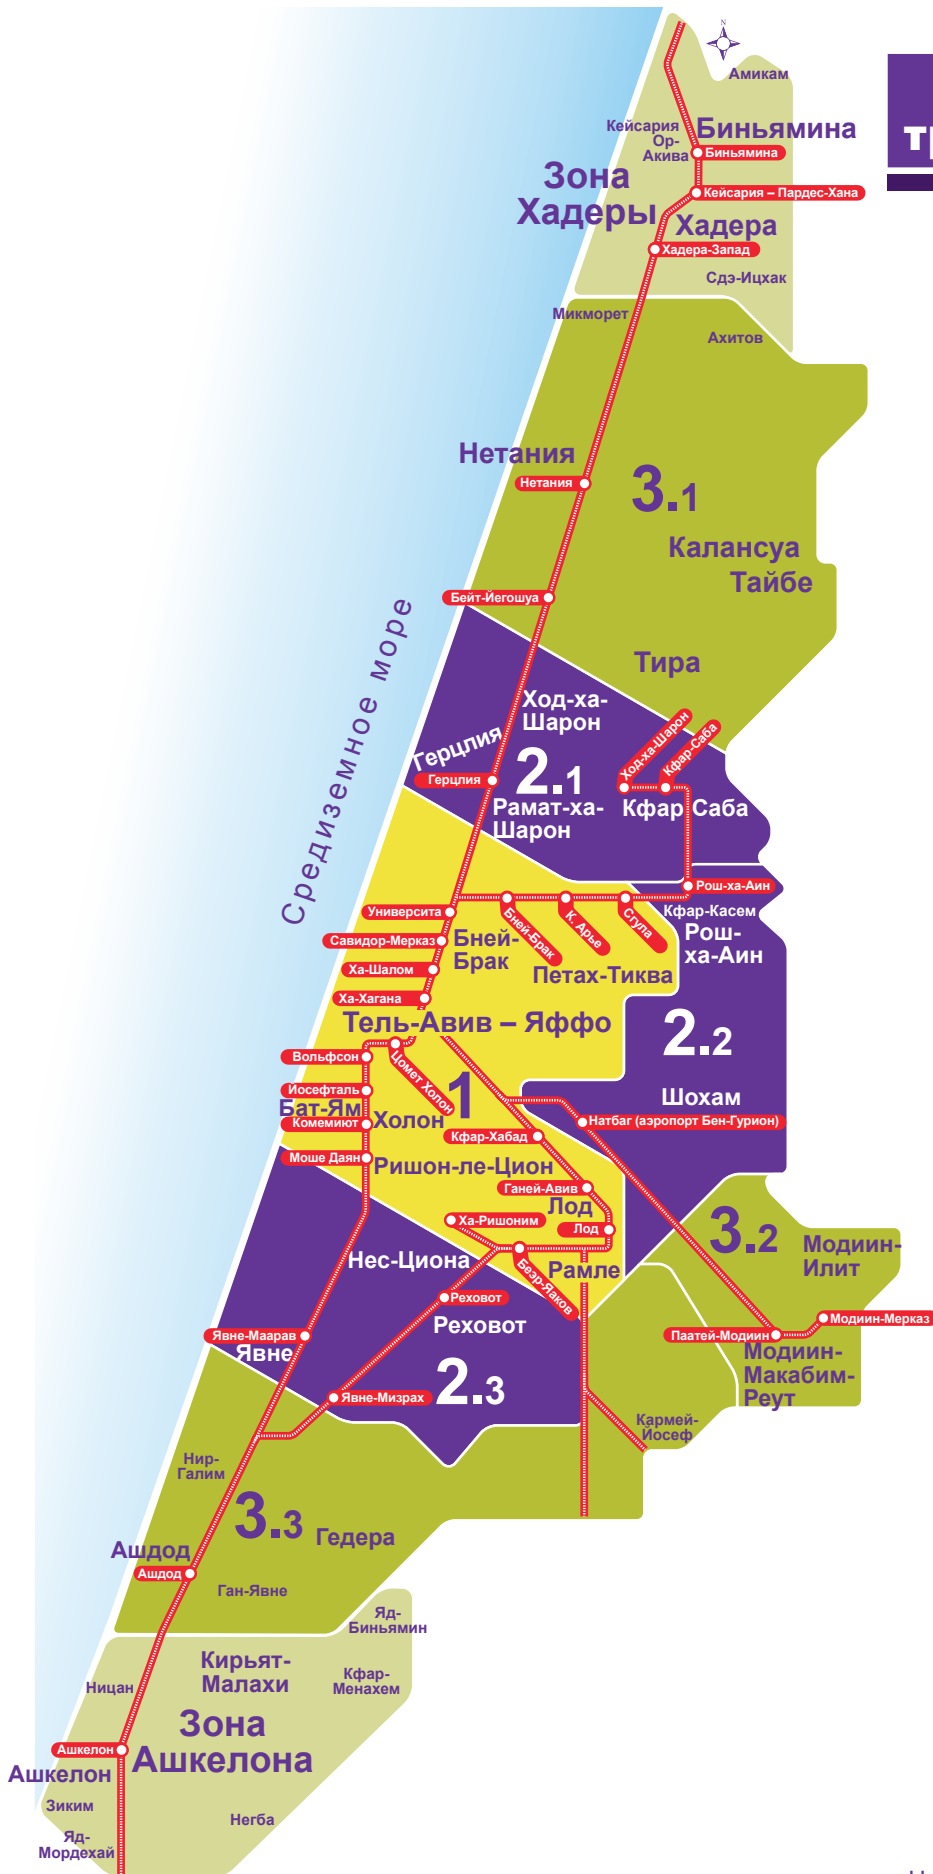 N
Амикам
Кейсария
Ор-
Акива
Биньямина
Биньямина
Зона
Хадеры
Кейсария – Пардес-Хана
Хадера
Хадера-Запад
Сдэ-Ицхак
Микморет
Ахитов
Нетания
Нетания
3.1
Калансуа
Тайбе
Бейт-Йегошуа
Средиземное море
Тира
Ход-ха-
Шарон
Ход-ха-Шарон
Кфар-Саба
Герцлия
Герцлия
2.1
Рамат-ха-
Шарон
Кфар Саба
Рош-ха-Аин
Университа
Бней-Брак
К. Арье
Сгула
Кфар-Касем
Рош-
ха-Аин
Савидор-Мерказ
Бней-
Брак
Ха-Шалом
Петах-Тиква
Ха-Хагана
Тель-Авив – Яффо
2.2
Вольфсон
Цомет Холон
Йосефталь
1
Шохам
Бат-Ям
Комемиют
Холон
Натбаг (аэропорт Бен-Гурион)
Кфар-Хабад
Моше Даян
Ришон-ле-Цион
Ганей-Авив
Лод
Ха-Ришоним
Лод
3.2
Модиин-
Илит
Нес-Циона
Беэр-Яаков
Рамле
Реховот
Реховот
Модиин-Мерказ
Паатей-Модиин
Явне-Маарав
Явне
Модиин-
Макабим-
Реут
2.3
Явне-Мизрах
Кармей-
Йосеф
Нир-
Галим
3.3
Гедера
Ашдод
Ашдод
Ган-Явне
Яд-
Биньямин
Кирьят-
Малахи
Кфар-
Менахем
Ницан
Зона
Ашкелона
Ашкелон
Ашкелон
Зиким
Негба
Яд-
Мордехай